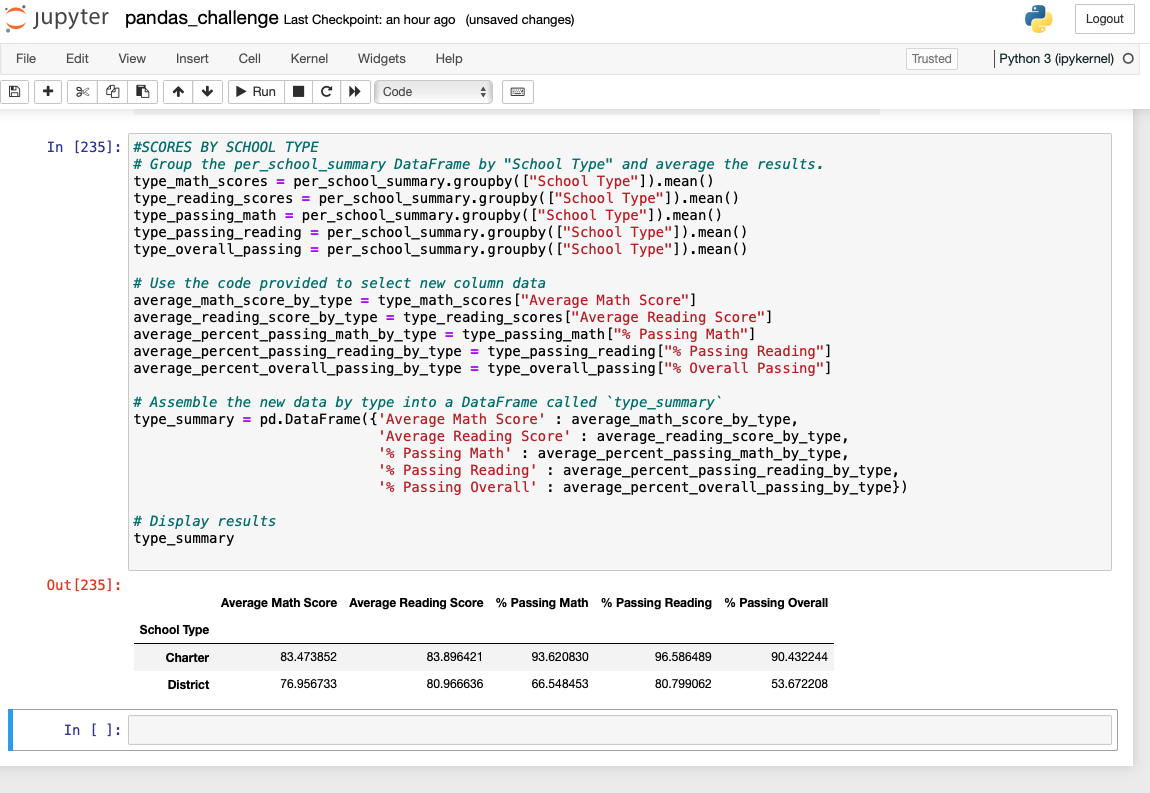 jupyter pandas_challenge Last Checkpoint: an hour ago (unsaved changes) Logout
File Edit View Insert Cell Kernel Widgets Help Trusted Python 3 (ipykernel)
Run Code
In [235]: #SCORES BY SCHOOL TYPE
# Group the per_school_summary DataFrame by "School Type" and average the results.
type_math_scores = per_school_summary.groupby(["School Type"]).mean()
type_reading_scores = per_school_summary.groupby(["School Type"]).mean()
type_passing_math = per_school_summary.groupby(["School Type"]).mean()
type_passing_reading = per_school_summary.groupby(["School Type"]).mean()
type_overall_passing = per_school_summary.groupby(["School Type"]).mean()

# Use the code provided to select new column data
average_math_score_by_type = type_math_scores["Average Math Score"]
average_reading_score_by_type = type_reading_scores["Average Reading Score"]
average_percent_passing_math_by_type = type_passing_math["% Passing Math"]
average_percent_passing_reading_by_type = type_passing_reading["% Passing Reading"]
average_percent_overall_passing_by_type = type_overall_passing["% Overall Passing"]

# Assemble the new data by type into a DataFrame called `type_summary`
type_summary = pd.DataFrame({'Average Math Score' : average_math_score_by_type,
'Average Reading Score' : average_reading_score_by_type,
'% Passing Math' : average_percent_passing_math_by_type,
'% Passing Reading' : average_percent_passing_reading_by_type,
'% Passing Overall' : average_percent_overall_passing_by_type})

# Display results
type_summary

Out[235]:
Average Math Score Average Reading Score % Passing Math % Passing Reading % Passing Overall
School Type
Charter 83.473852 83.896421 93.620830 96.586489 90.432244
District 76.956733 80.966636 66.548453 80.799062 53.672208
In [ ]: